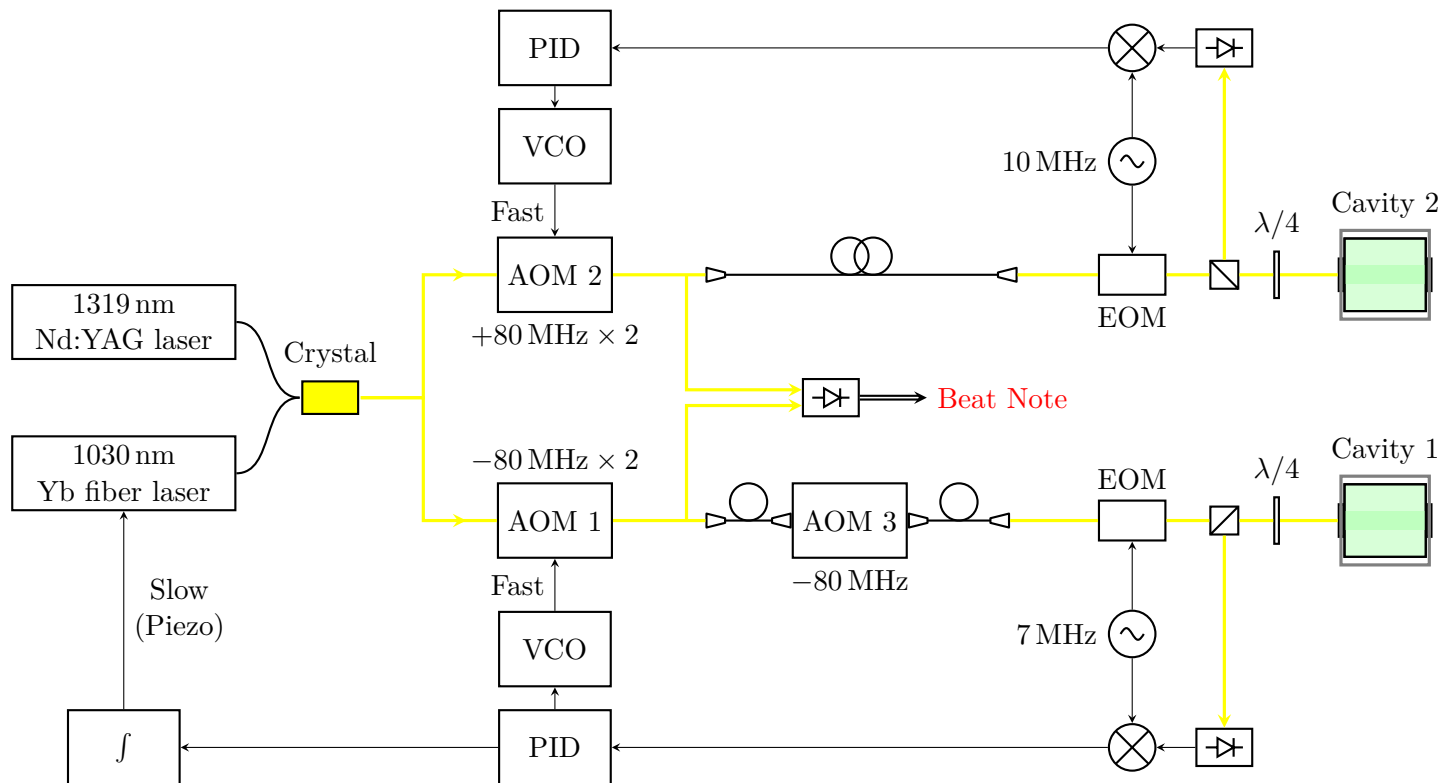 PID
VCO
10 MHz
Cavity 2
Fast
λ/4
AOM 2
1319 nm
Nd:YAG laser
+80 MHz × 2
EOM
Crystal
Beat Note
1030 nm
Yb fiber laser
−80 MHz × 2
EOM
λ/4
Cavity 1
AOM 1
AOM 3
Fast
−80 MHz
Slow
(Piezo)
VCO
7 MHz
∫
PID